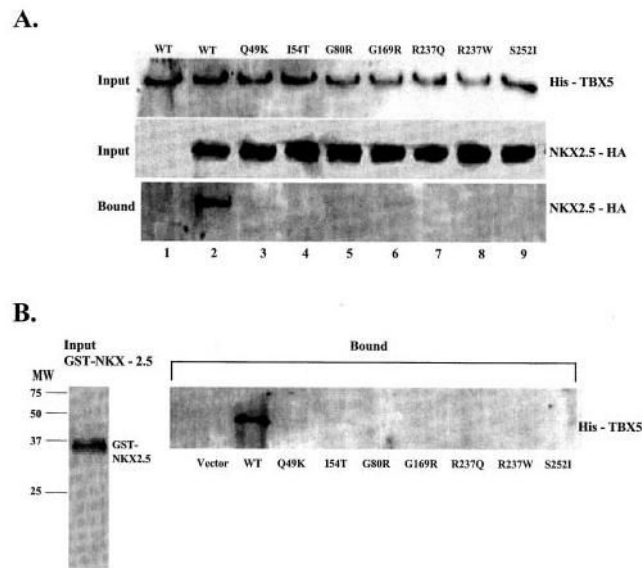 A.
WT WT Q49K I54T G80R G169R R237Q R237W S252I
Input His - TBX5
Input NKX2.5 - HA
Bound NKX2.5 - HA
1 2 3 4 5 6 7 8 9
B.
Input
GST-NKX - 2.5
Bound
MW
75
50
37
25
GST-
NKX2.5
His - TBX5
Vector WT Q49K I54T G80R G169R R237Q R237W S252I